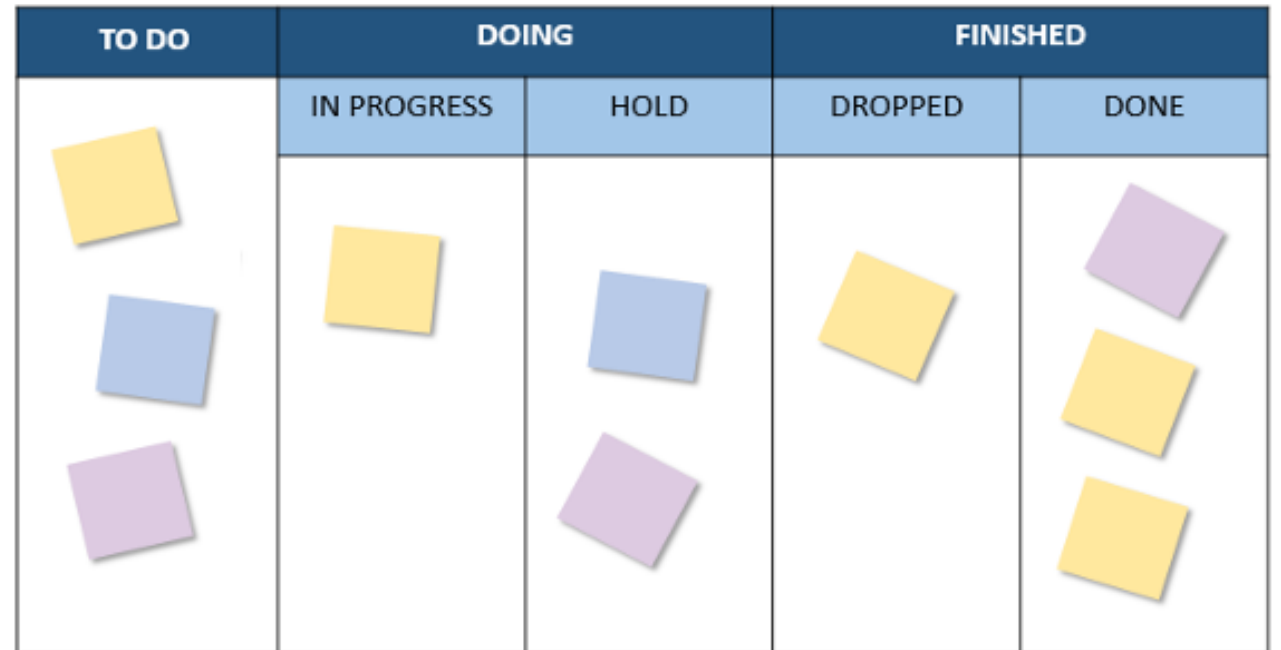 TO DO
DOING
FINISHED
IN PROGRESS
HOLD
DROPPED
DONE